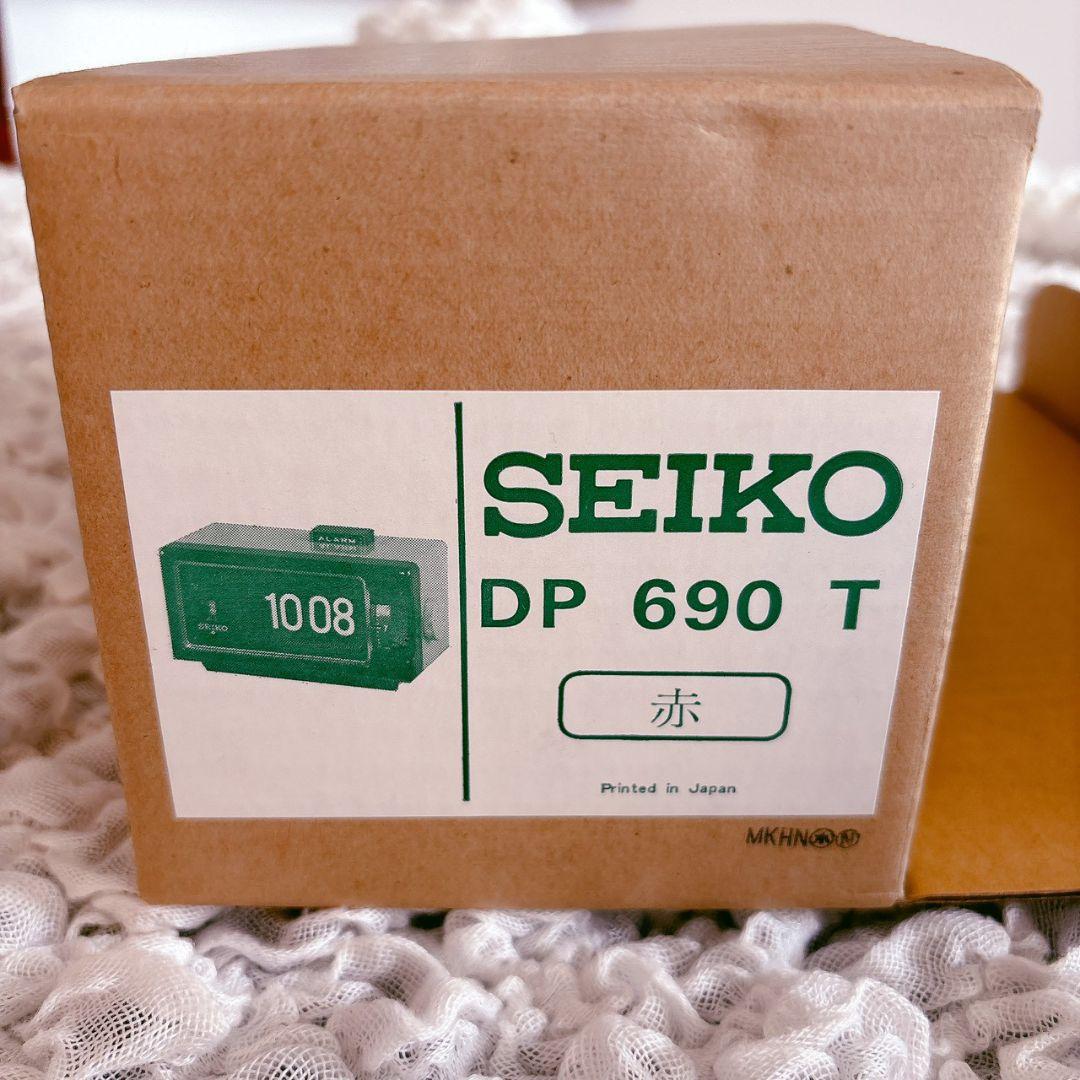 ALARM
SEIKO
10 08
SEIKO
DP 690 T
赤
Printed in Japan
MKHN